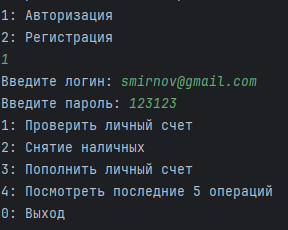 1: Авторизация
2: Регистрация
1
Введите логин: smirnov@gmail.com
Введите пароль: 123123
1: Проверить личный счет
2: Снятие наличных
3: Пополнить личный счет
4: Посмотреть последние 5 операций
0: Выход